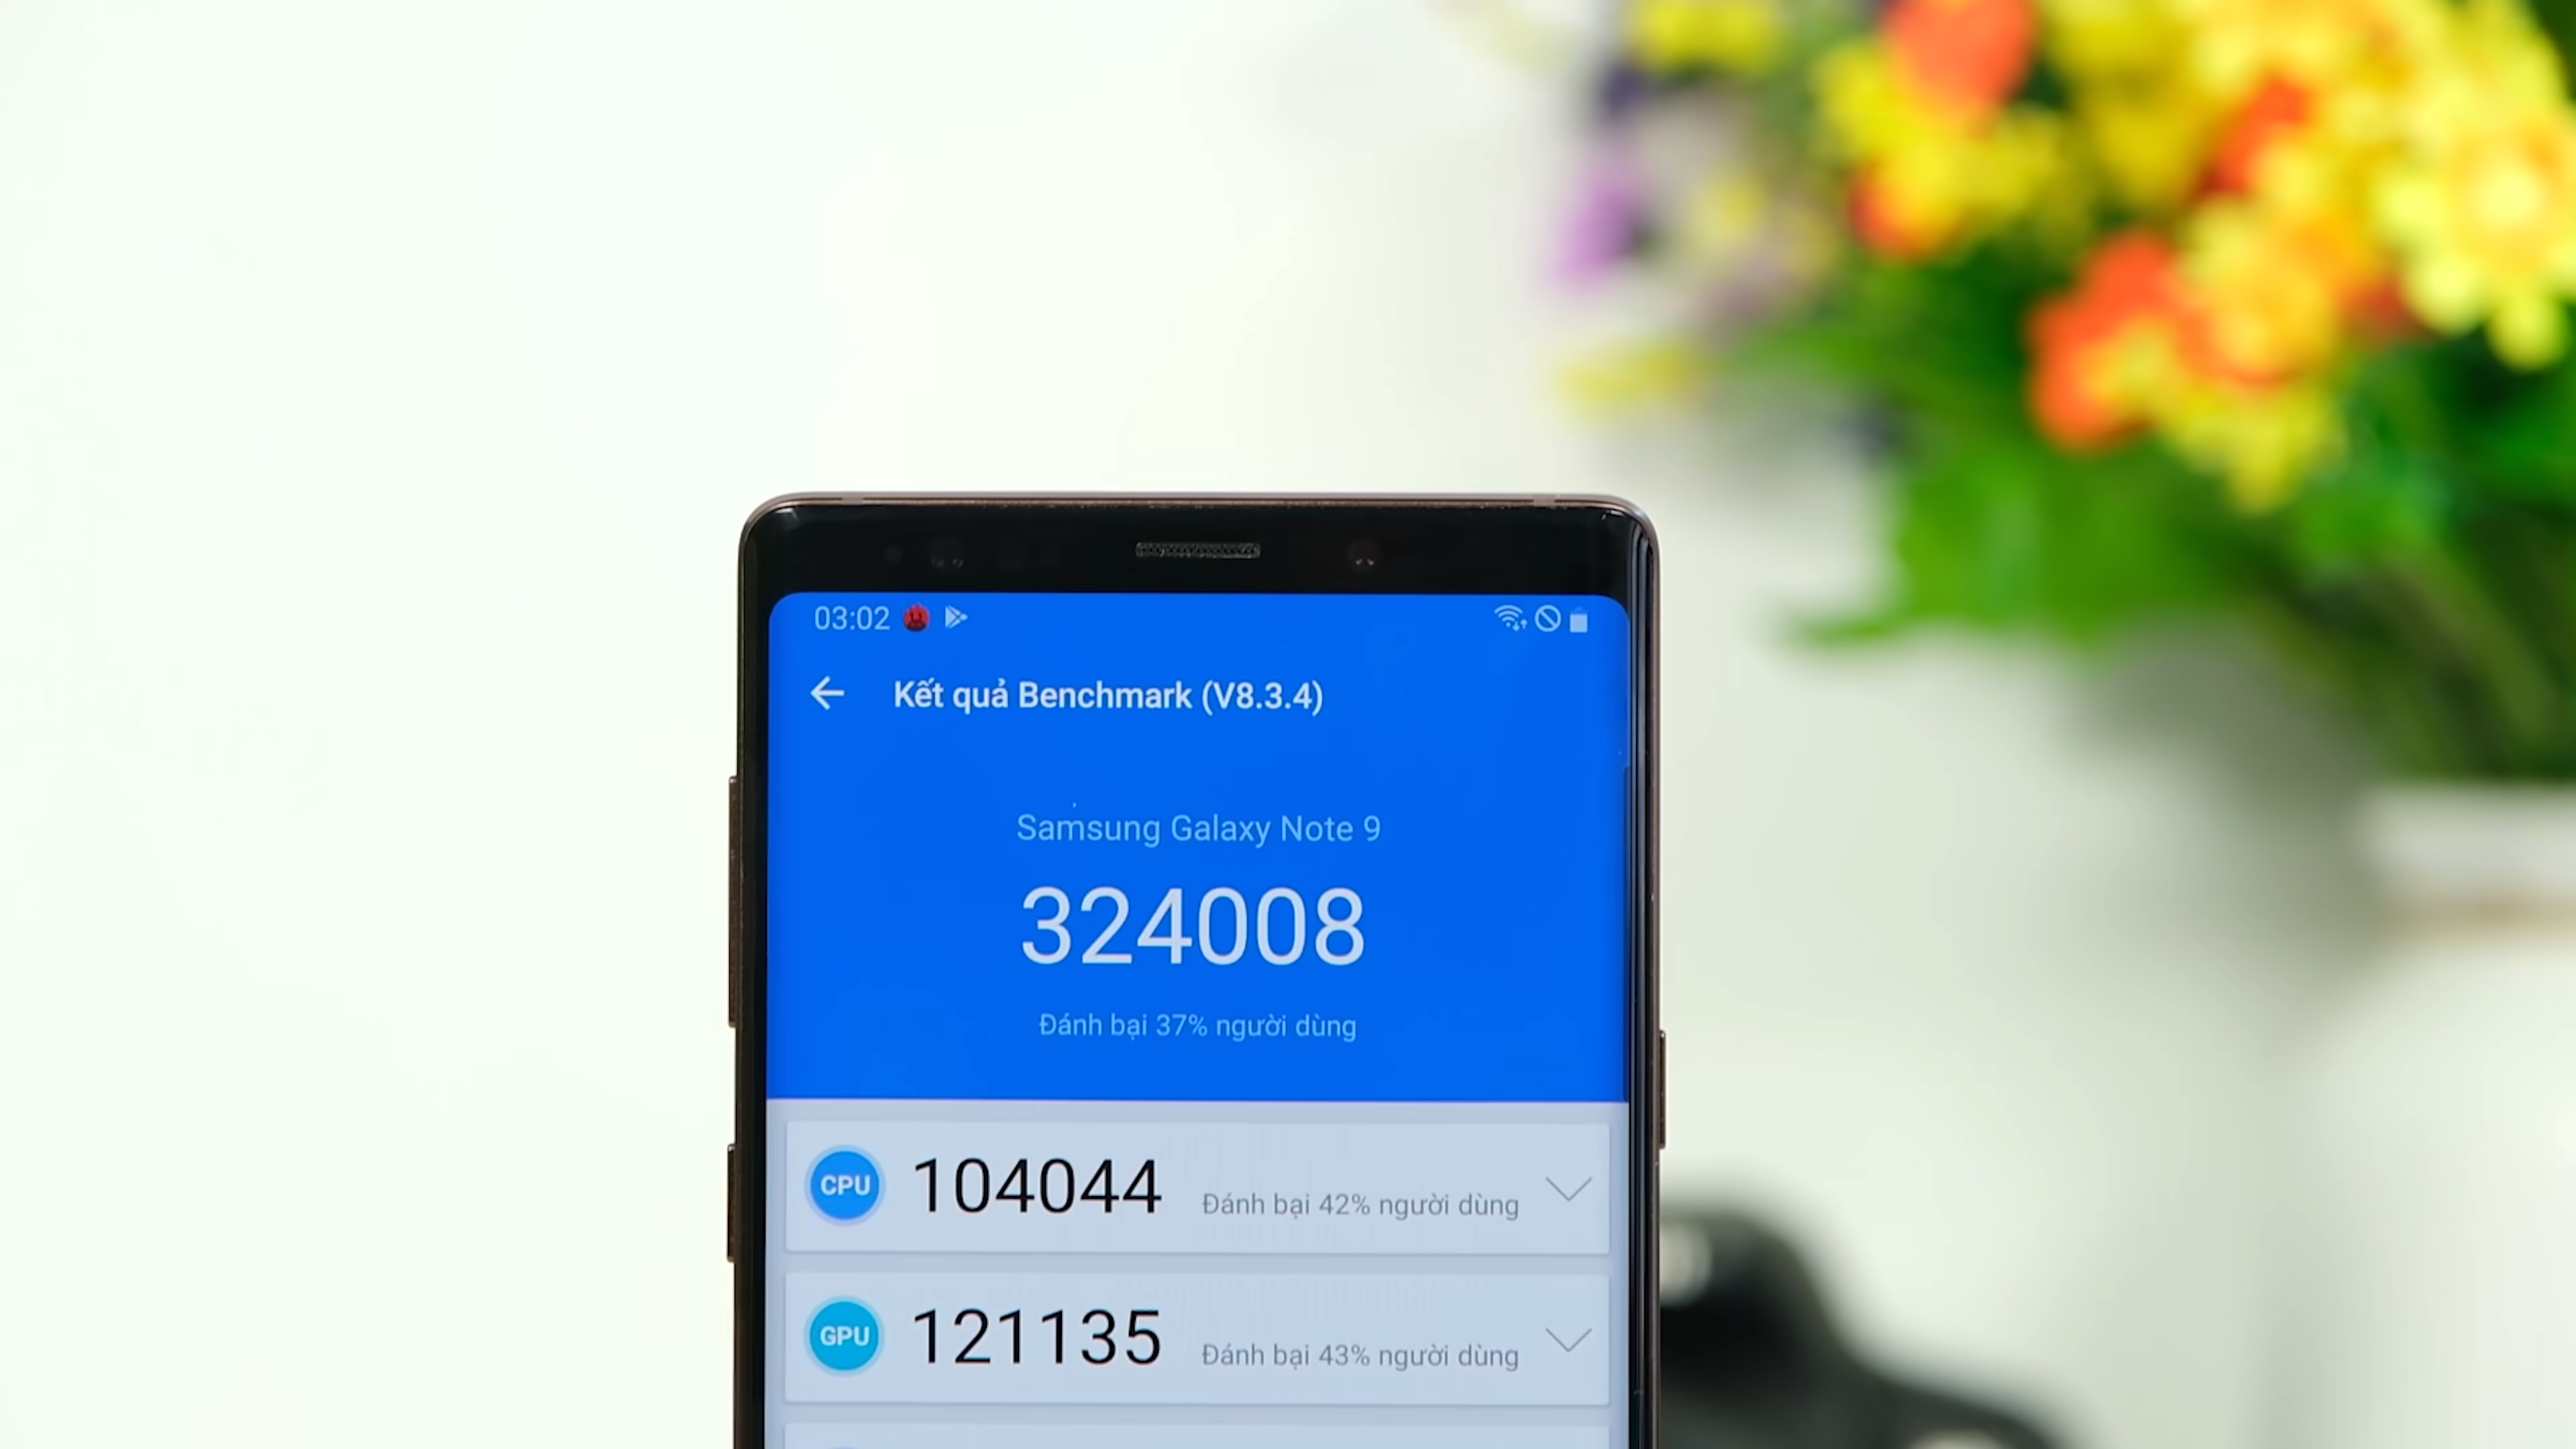 03:02
Kết quả Benchmark (V8.3.4)
Samsung Galaxy Note 9
324008
Đánh bại 37% người dùng
CPU 104044 Đánh bại 42% người dùng
GPU 121135 Đánh bại 43% người dùng